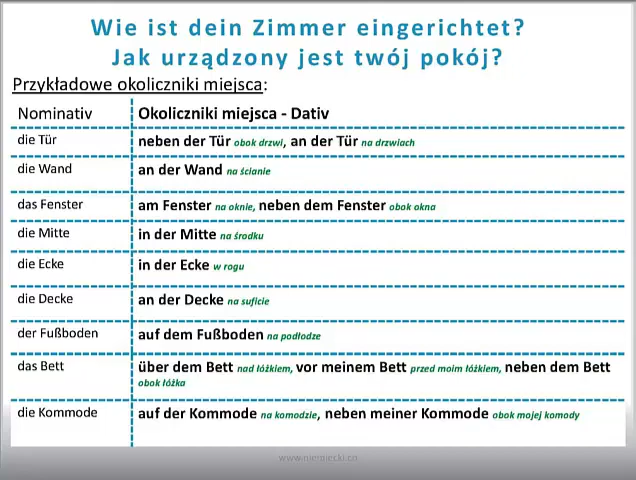 Wie ist dein Zimmer eingerichtet?
Jak urządzony jest twój pokój?
Przykładowe okoliczniki miejsca:
Nominativ Okoliczniki miejsca - Dativ
die Tür neben der Tür obok drzwi, an der Tür na drzwiach
die Wand an der Wand na ścianie
das Fenster am Fenster na oknie, neben dem Fenster obok okna
die Mitte in der Mitte na środku
die Ecke in der Ecke w rogu
die Decke an der Decke na suficie
der Fußboden auf dem Fußboden na podłodze
das Bett über dem Bett nad łóżkiem, vor meinem Bett przed moim łóżkiem, neben dem Bett
obok łóżka
die Kommode auf der Kommode na komodzie, neben meiner Kommode obok mojej komody
www.niemiecki.cn